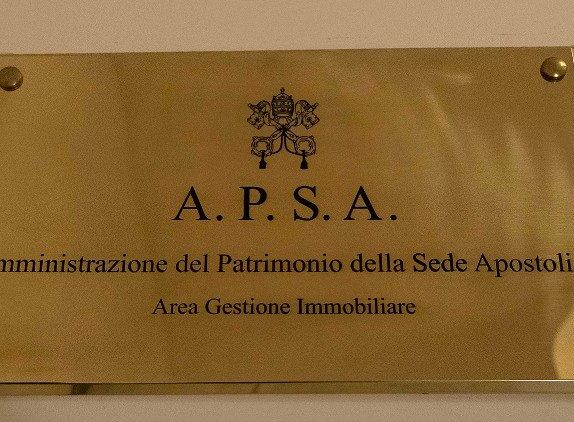 A. P. S. A.
mministrazione del Patrimonio della Sede Apostoli
Area Gestione Immobiliare